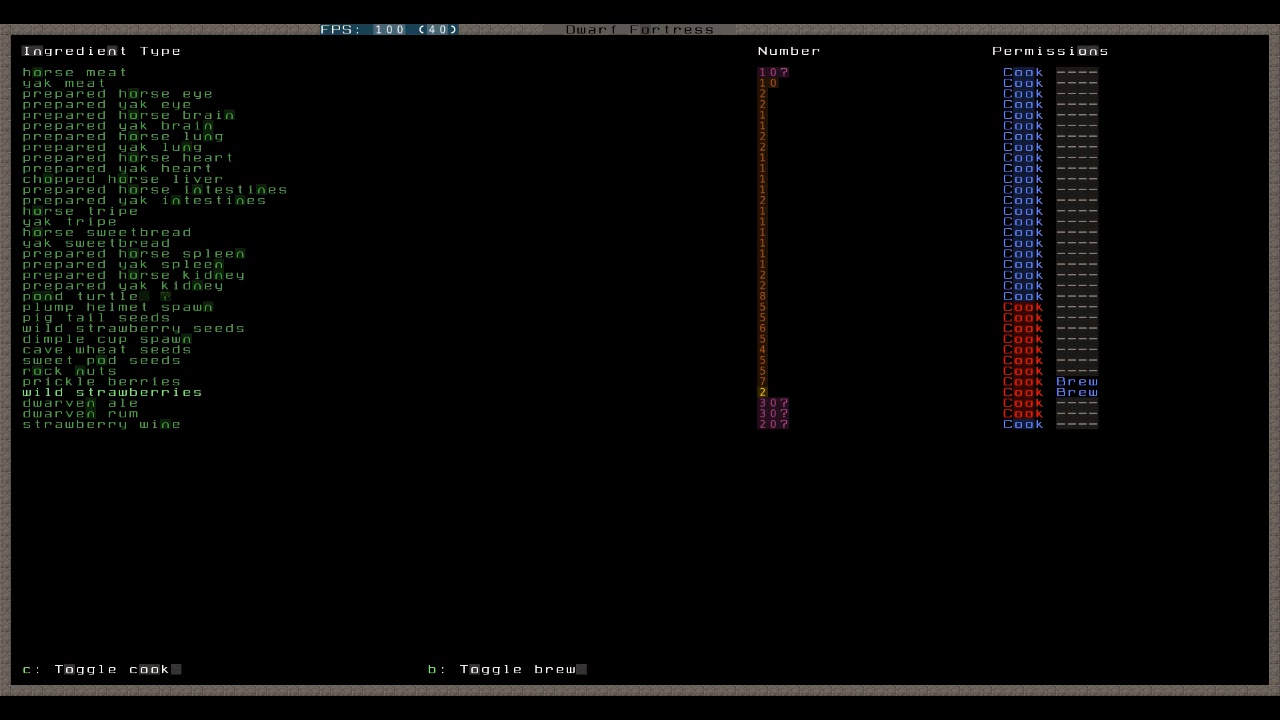 FPS: 100 (40) Dwarf Fortress
Ingredient Type Number Permissions
horse meat 10? Cook ----
yak meat 10 Cook ----
prepared horse eye 2 Cook ----
prepared yak eye 2 Cook ----
prepared horse brain 1 Cook ----
prepared yak brain 1 Cook ----
prepared horse lung 2 Cook ----
prepared yak lung 2 Cook ----
prepared horse heart 1 Cook ----
prepared yak heart 1 Cook ----
chopped horse liver 1 Cook ----
prepared horse intestines 1 Cook ----
prepared yak intestines 2 Cook ----
horse tripe 1 Cook ----
yak tripe 1 Cook ----
horse sweetbread 1 Cook ----
yak sweetbread 1 Cook ----
prepared horse spleen 1 Cook ----
prepared yak spleen 1 Cook ----
prepared horse kidney 2 Cook ----
prepared yak kidney 2 Cook ----
pond turtle 8 Cook ----
plump helmet spawn 5 Cook ----
pig tail seeds 5 Cook ----
wild strawberry seeds 6 Cook ----
dimple cup spawn 5 Cook ----
cave wheat seeds 4 Cook ----
sweet pod seeds 5 Cook ----
rock nuts 5 Cook ----
prickle berries 7 Cook Brew
wild strawberries 2 Cook Brew
dwarven ale 30? Cook ----
dwarven rum 30? Cook ----
strawberry wine 20? Cook ----
c: Toggle cook b: Toggle brew